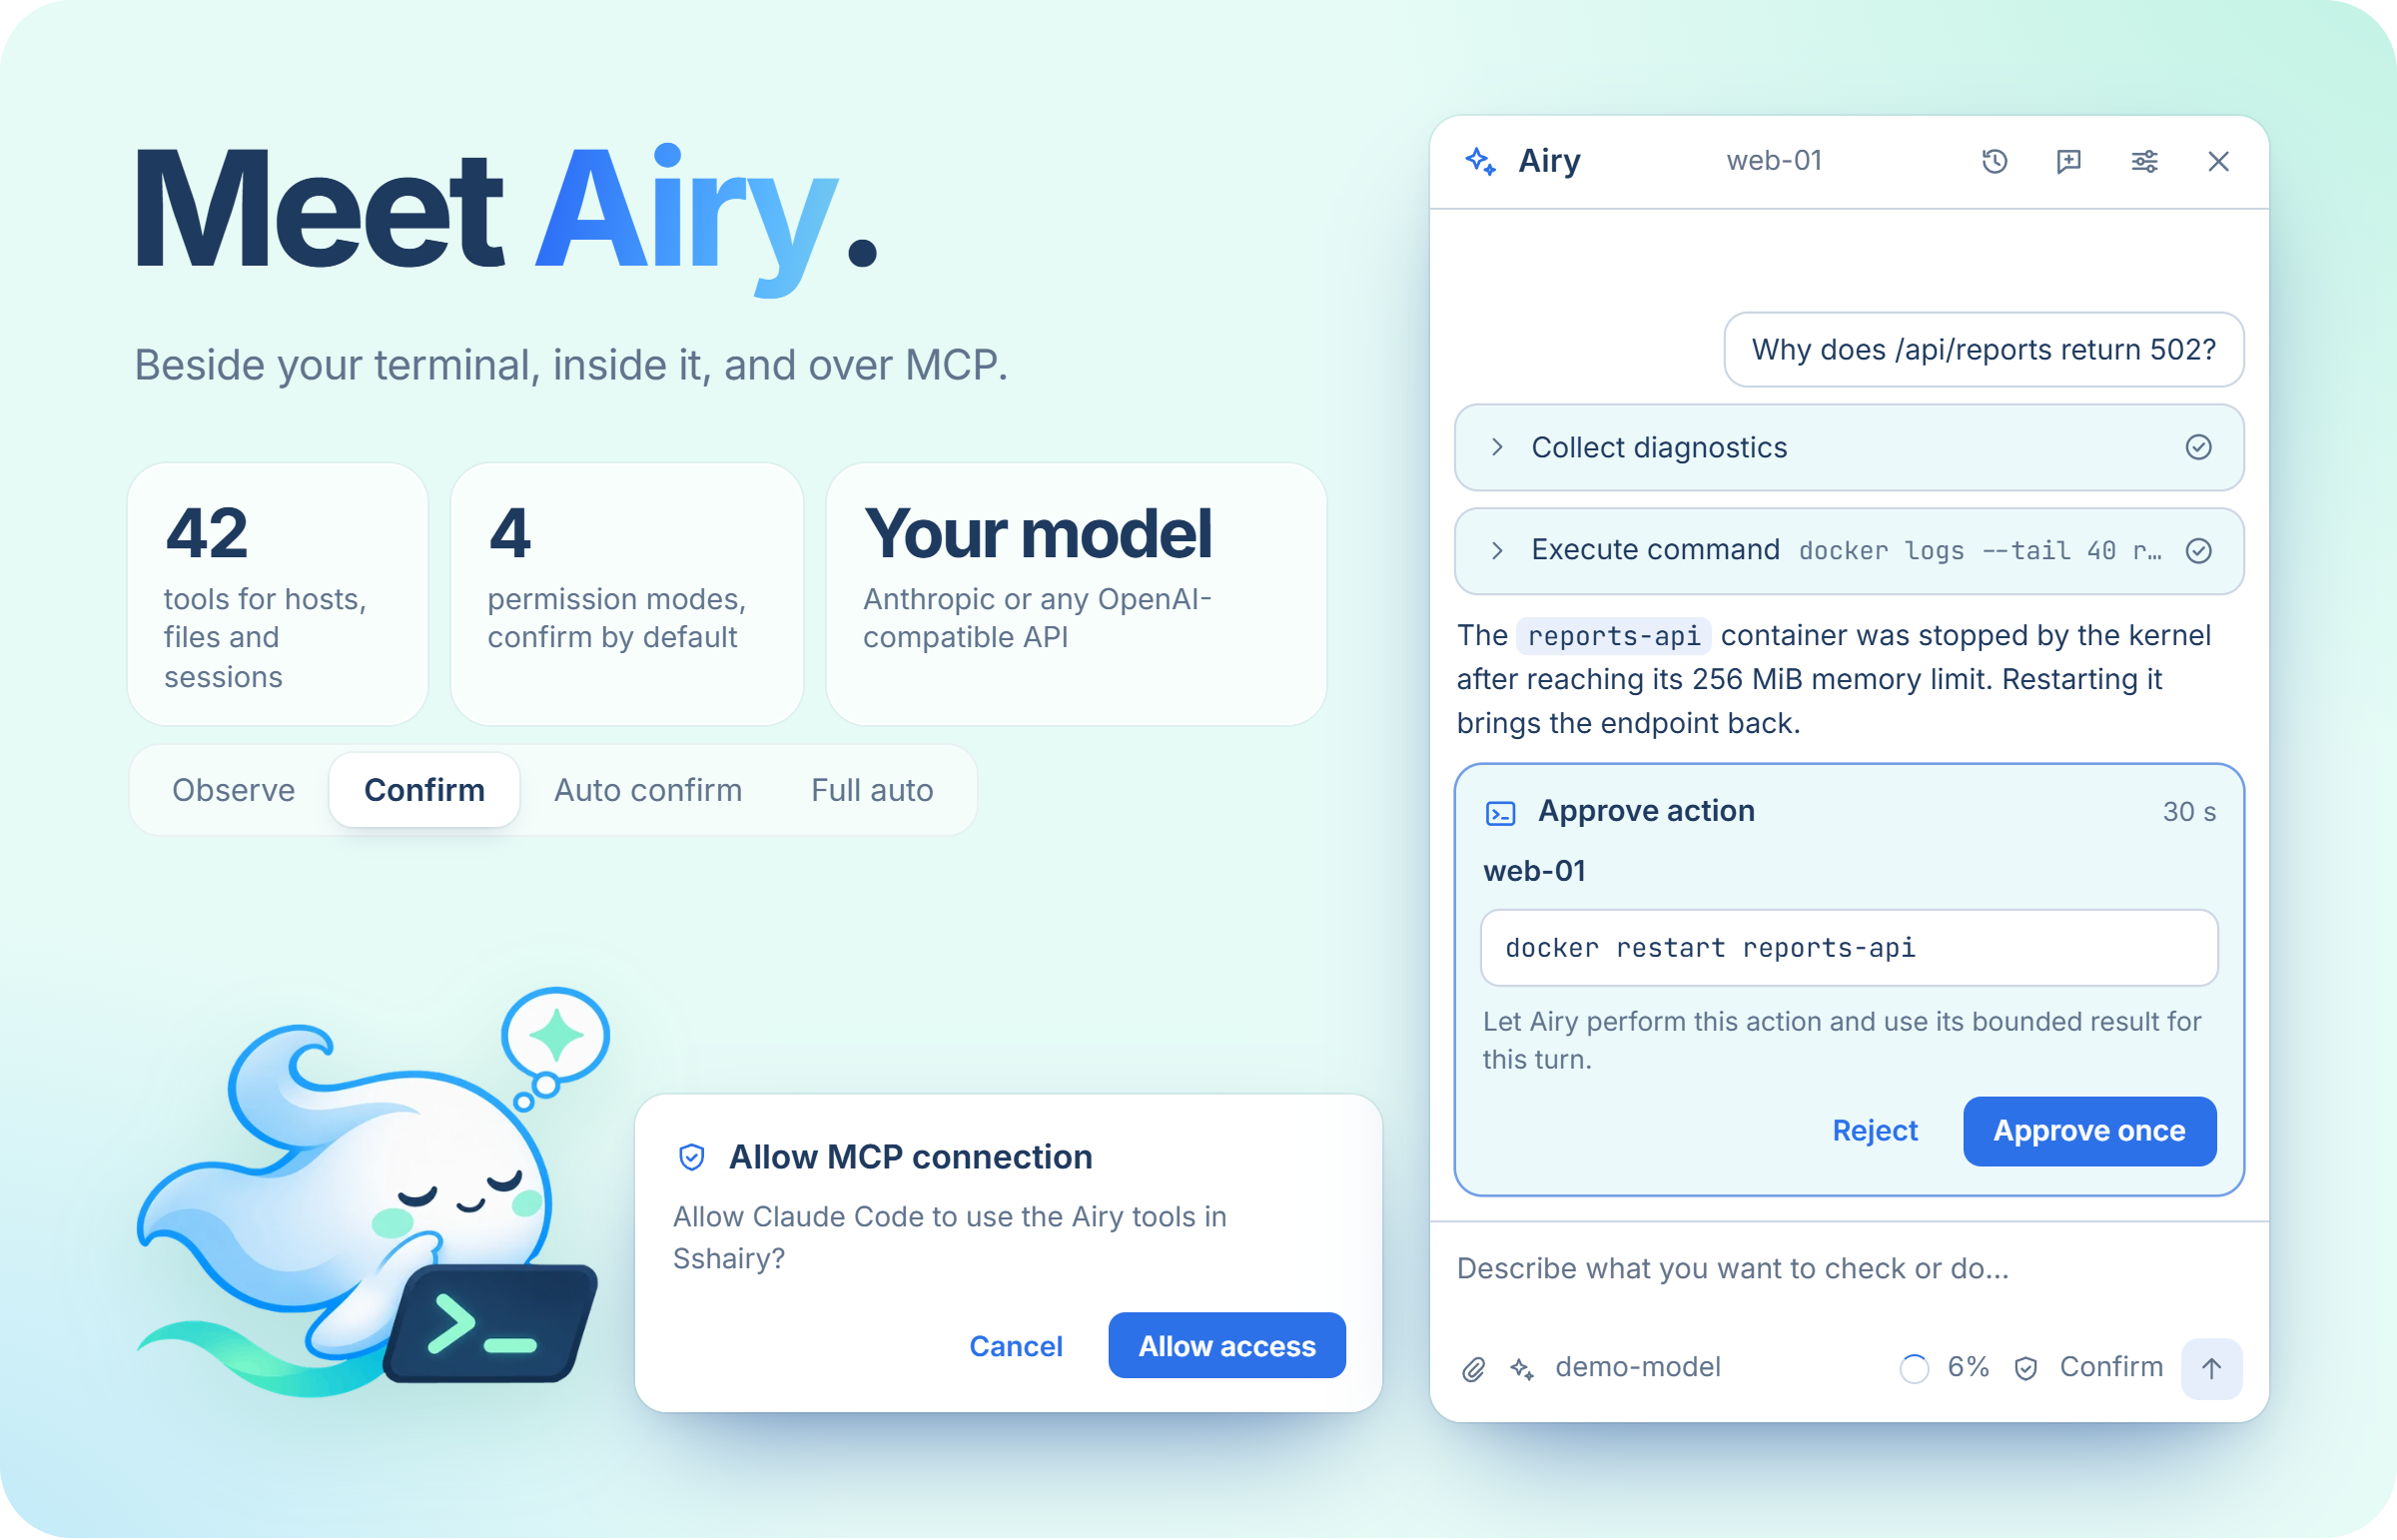 Meet Airy.
Beside your terminal, inside it, and over MCP.
42
tools for hosts,
files and
sessions
4
permission modes,
confirm by default
Your model
Anthropic or any OpenAI-
compatible API
Observe
Confirm
Auto confirm
Full auto
>_
Allow MCP connection
Allow Claude Code to use the Airy tools in
Sshairy?
Cancel
Allow access
Airy
web-01
Why does /api/reports return 502?
Collect diagnostics
Execute command docker logs --tail 40 r…
The reports-api container was stopped by the kernel
after reaching its 256 MiB memory limit. Restarting it
brings the endpoint back.
Approve action
30 s
web-01
docker restart reports-api
Let Airy perform this action and use its bounded result for
this turn.
Reject
Approve once
Describe what you want to check or do...
demo-model
6%
Confirm